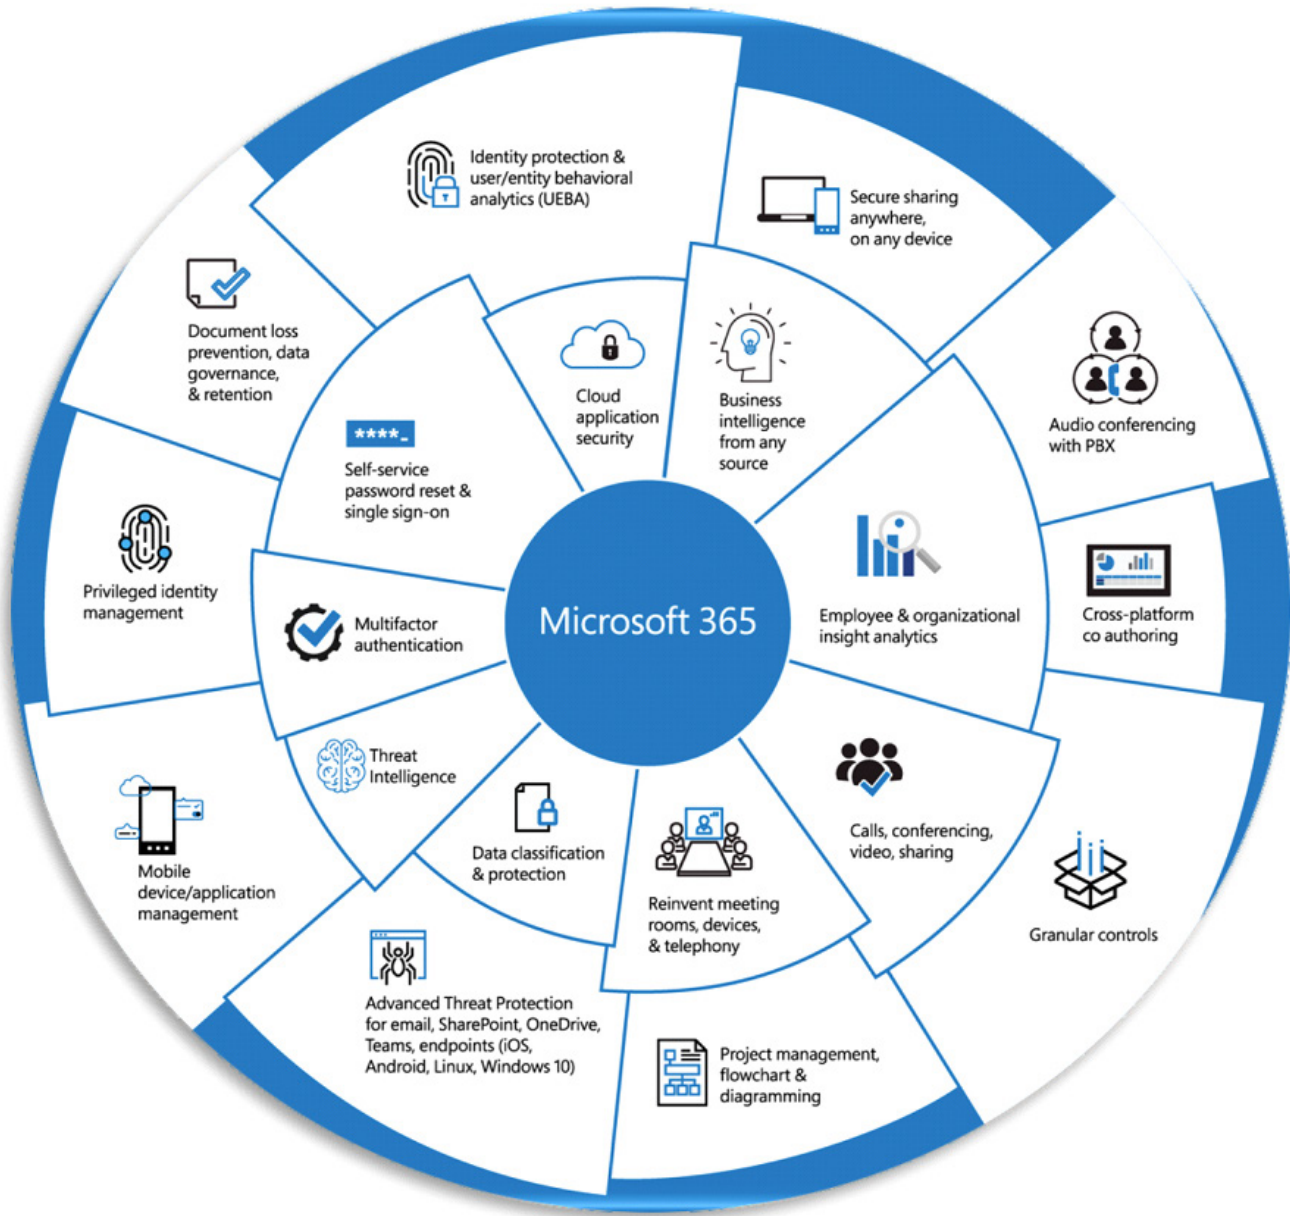 Identity protection &
user/entity behavioral
analytics (UEBA)
Secure sharing
anywhere,
on any device
Document loss
prevention, data
governance,
& retention
Cloud
application
security
Business
intelligence
from any
source
Audio conferencing
with PBX
****_
Self-service
password reset &
single sign-on
Privileged identity
management
Multifactor
authentication
Microsoft 365
Employee & organizational
insight analytics
Cross-platform
co authoring
Threat
Intelligence
Data classification
& protection
Reinvent meeting
rooms, devices,
& telephony
Calls, conferencing,
video, sharing
Mobile
device/application
management
Granular controls
Advanced Threat Protection
for email, SharePoint, OneDrive,
Teams, endpoints (iOS,
Android, Linux, Windows 10)
Project management,
flowchart &
diagramming